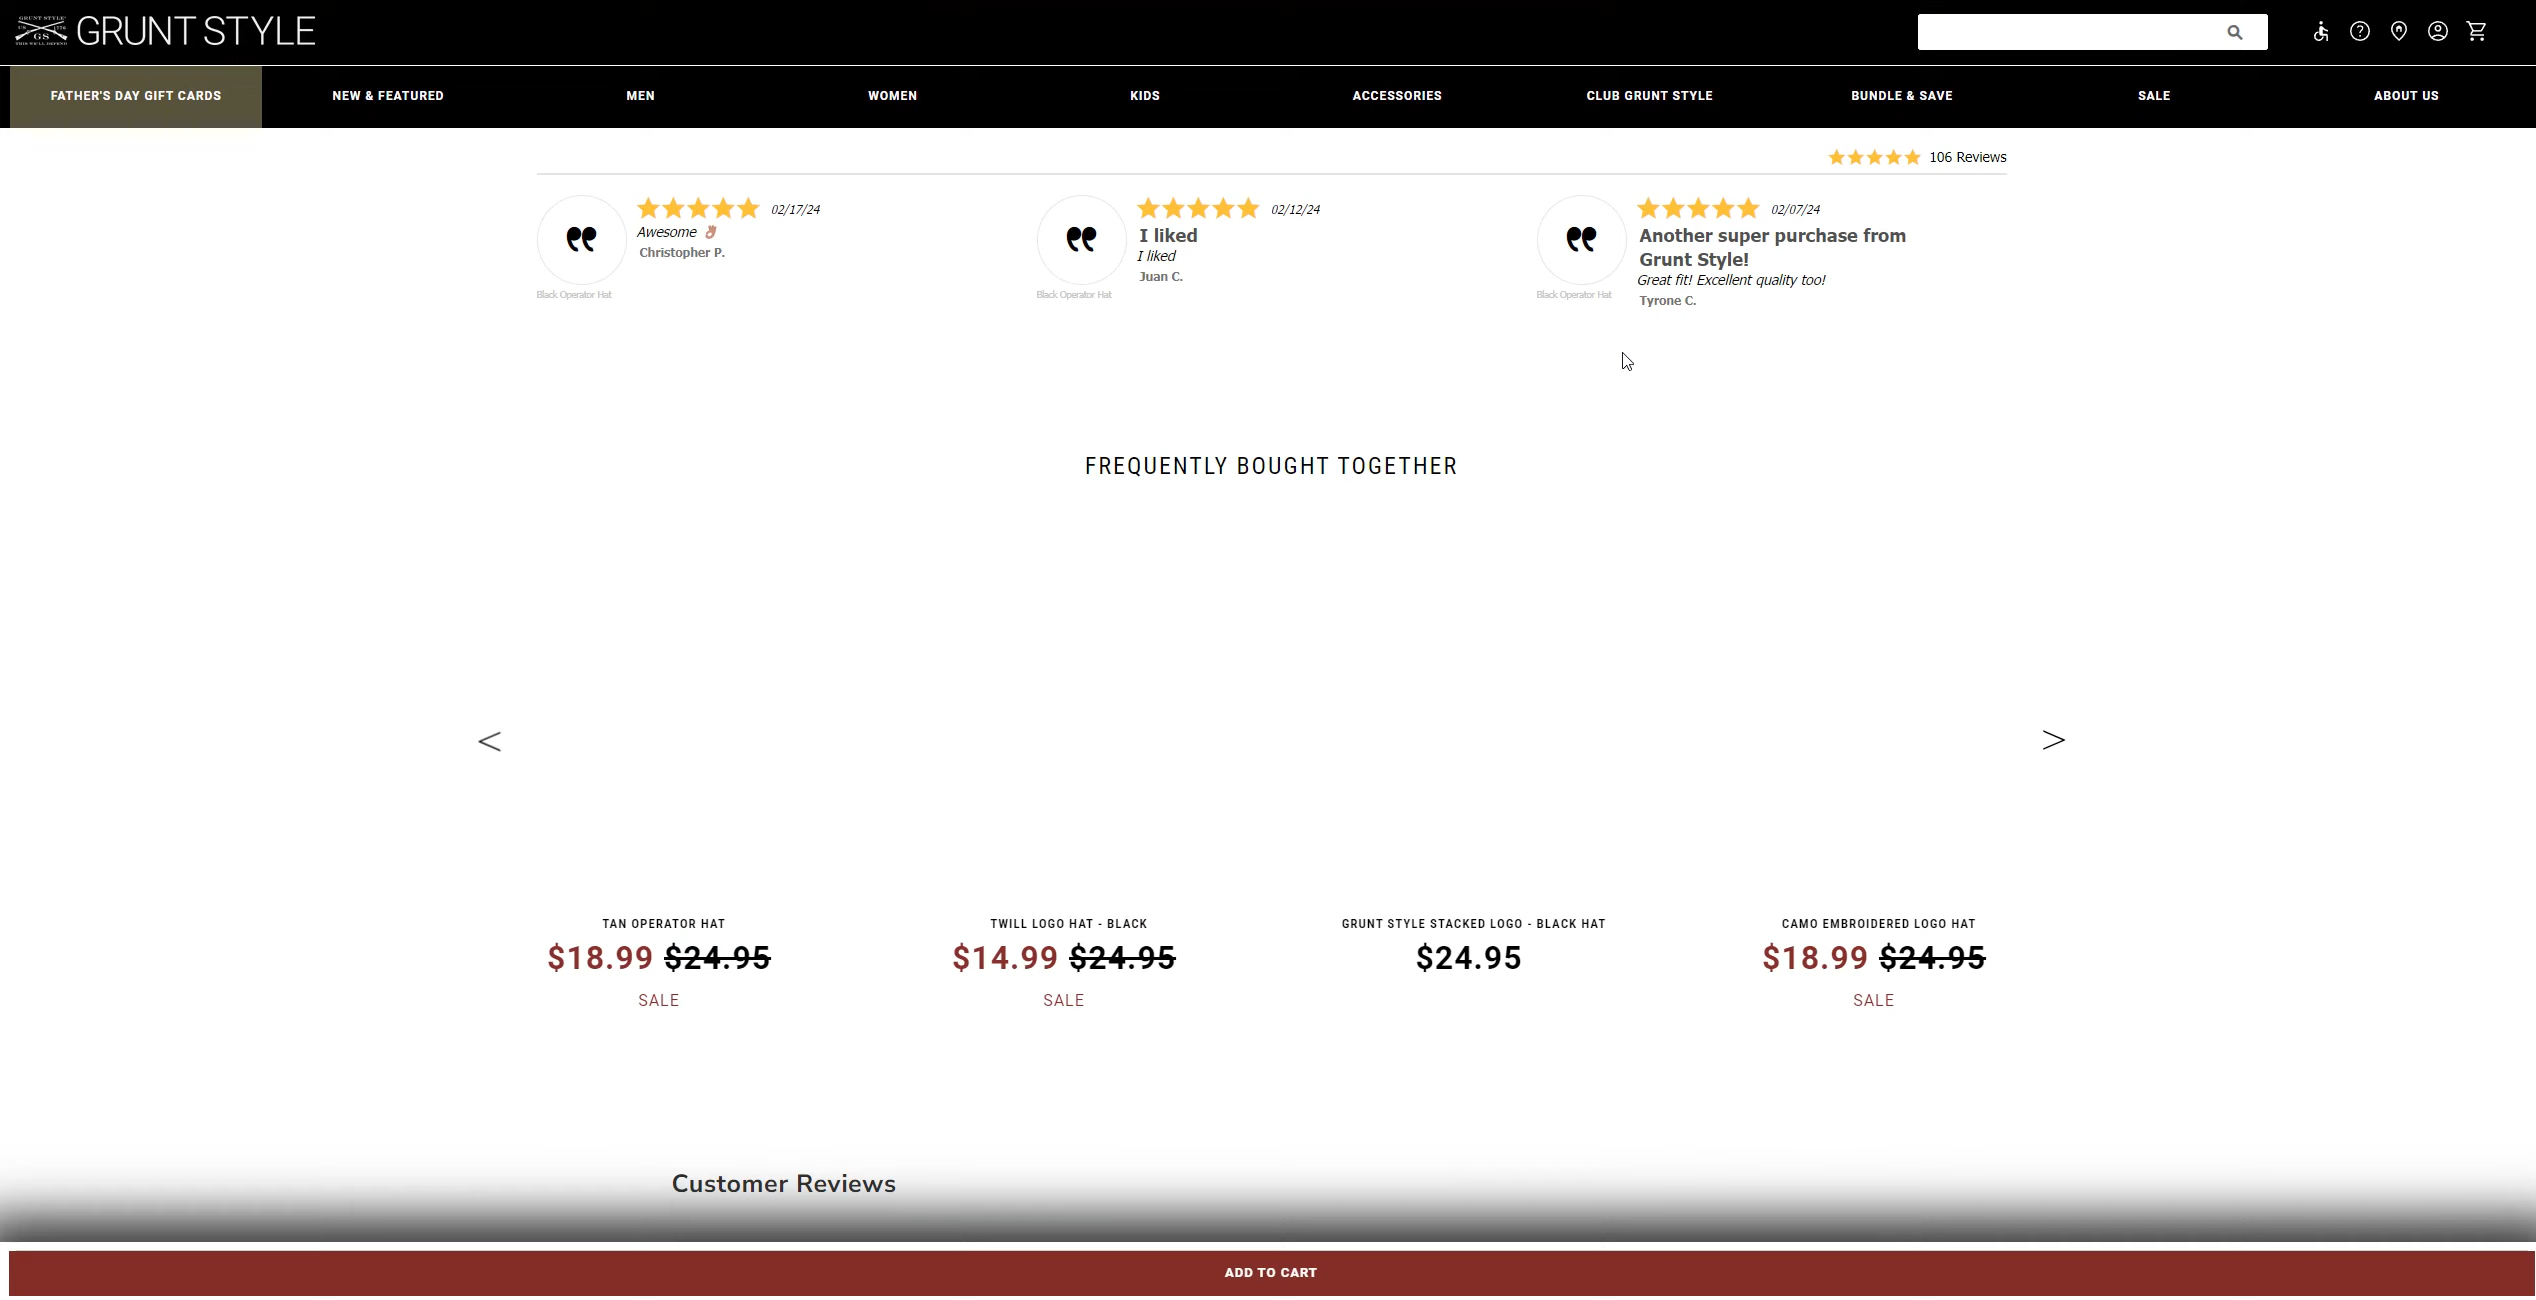 GRUNT STYLE
FATHER'S DAY GIFT CARDS
NEW & FEATURED
MEN
WOMEN
KIDS
ACCESSORIES
CLUB GRUNT STYLE
BUNDLE & SAVE
SALE
ABOUT US
106 Reviews
02/17/24
Awesome 👌🏽
Christopher P.
Black Operator Hat
02/12/24
I liked
I liked
Juan C.
Black Operator Hat
02/07/24
Another super purchase from
Grunt Style!
Great fit! Excellent quality too!
Tyrone C.
Black Operator Hat
FREQUENTLY BOUGHT TOGETHER
<
>
TAN OPERATOR HAT
$18.99 $24.95
SALE
TWILL LOGO HAT - BLACK
$14.99 $24.95
SALE
GRUNT STYLE STACKED LOGO - BLACK HAT
$24.95
CAMO EMBROIDERED LOGO HAT
$18.99 $24.95
SALE
Customer Reviews
ADD TO CART